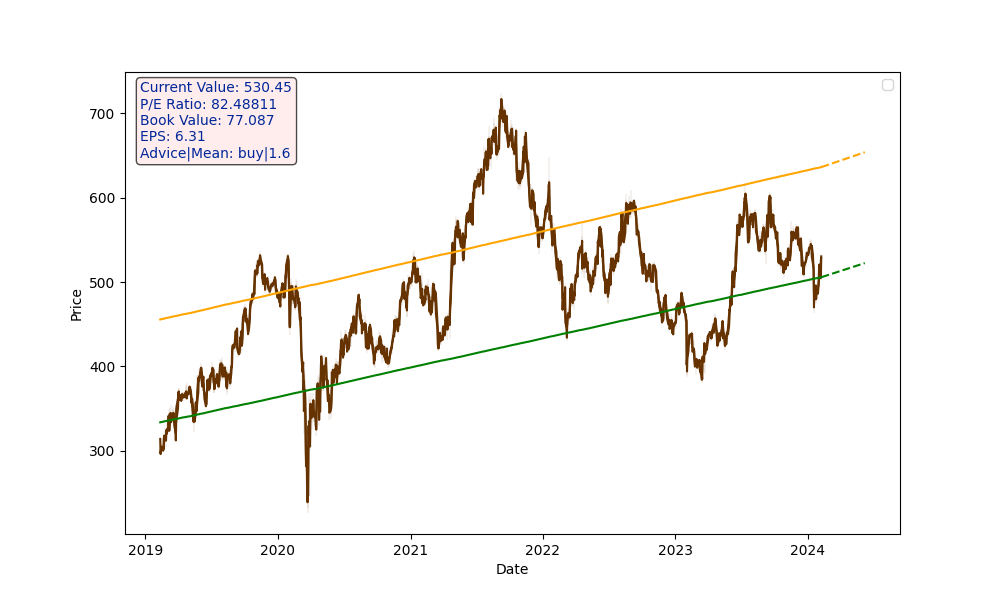 Current Value: 530.45
P/E Ratio: 82.48811
Book Value: 77.087
EPS: 6.31
Advice|Mean: buy|1.6
Price
700
600
500
400
300
2019 2020 2021 2022 2023 2024
Date